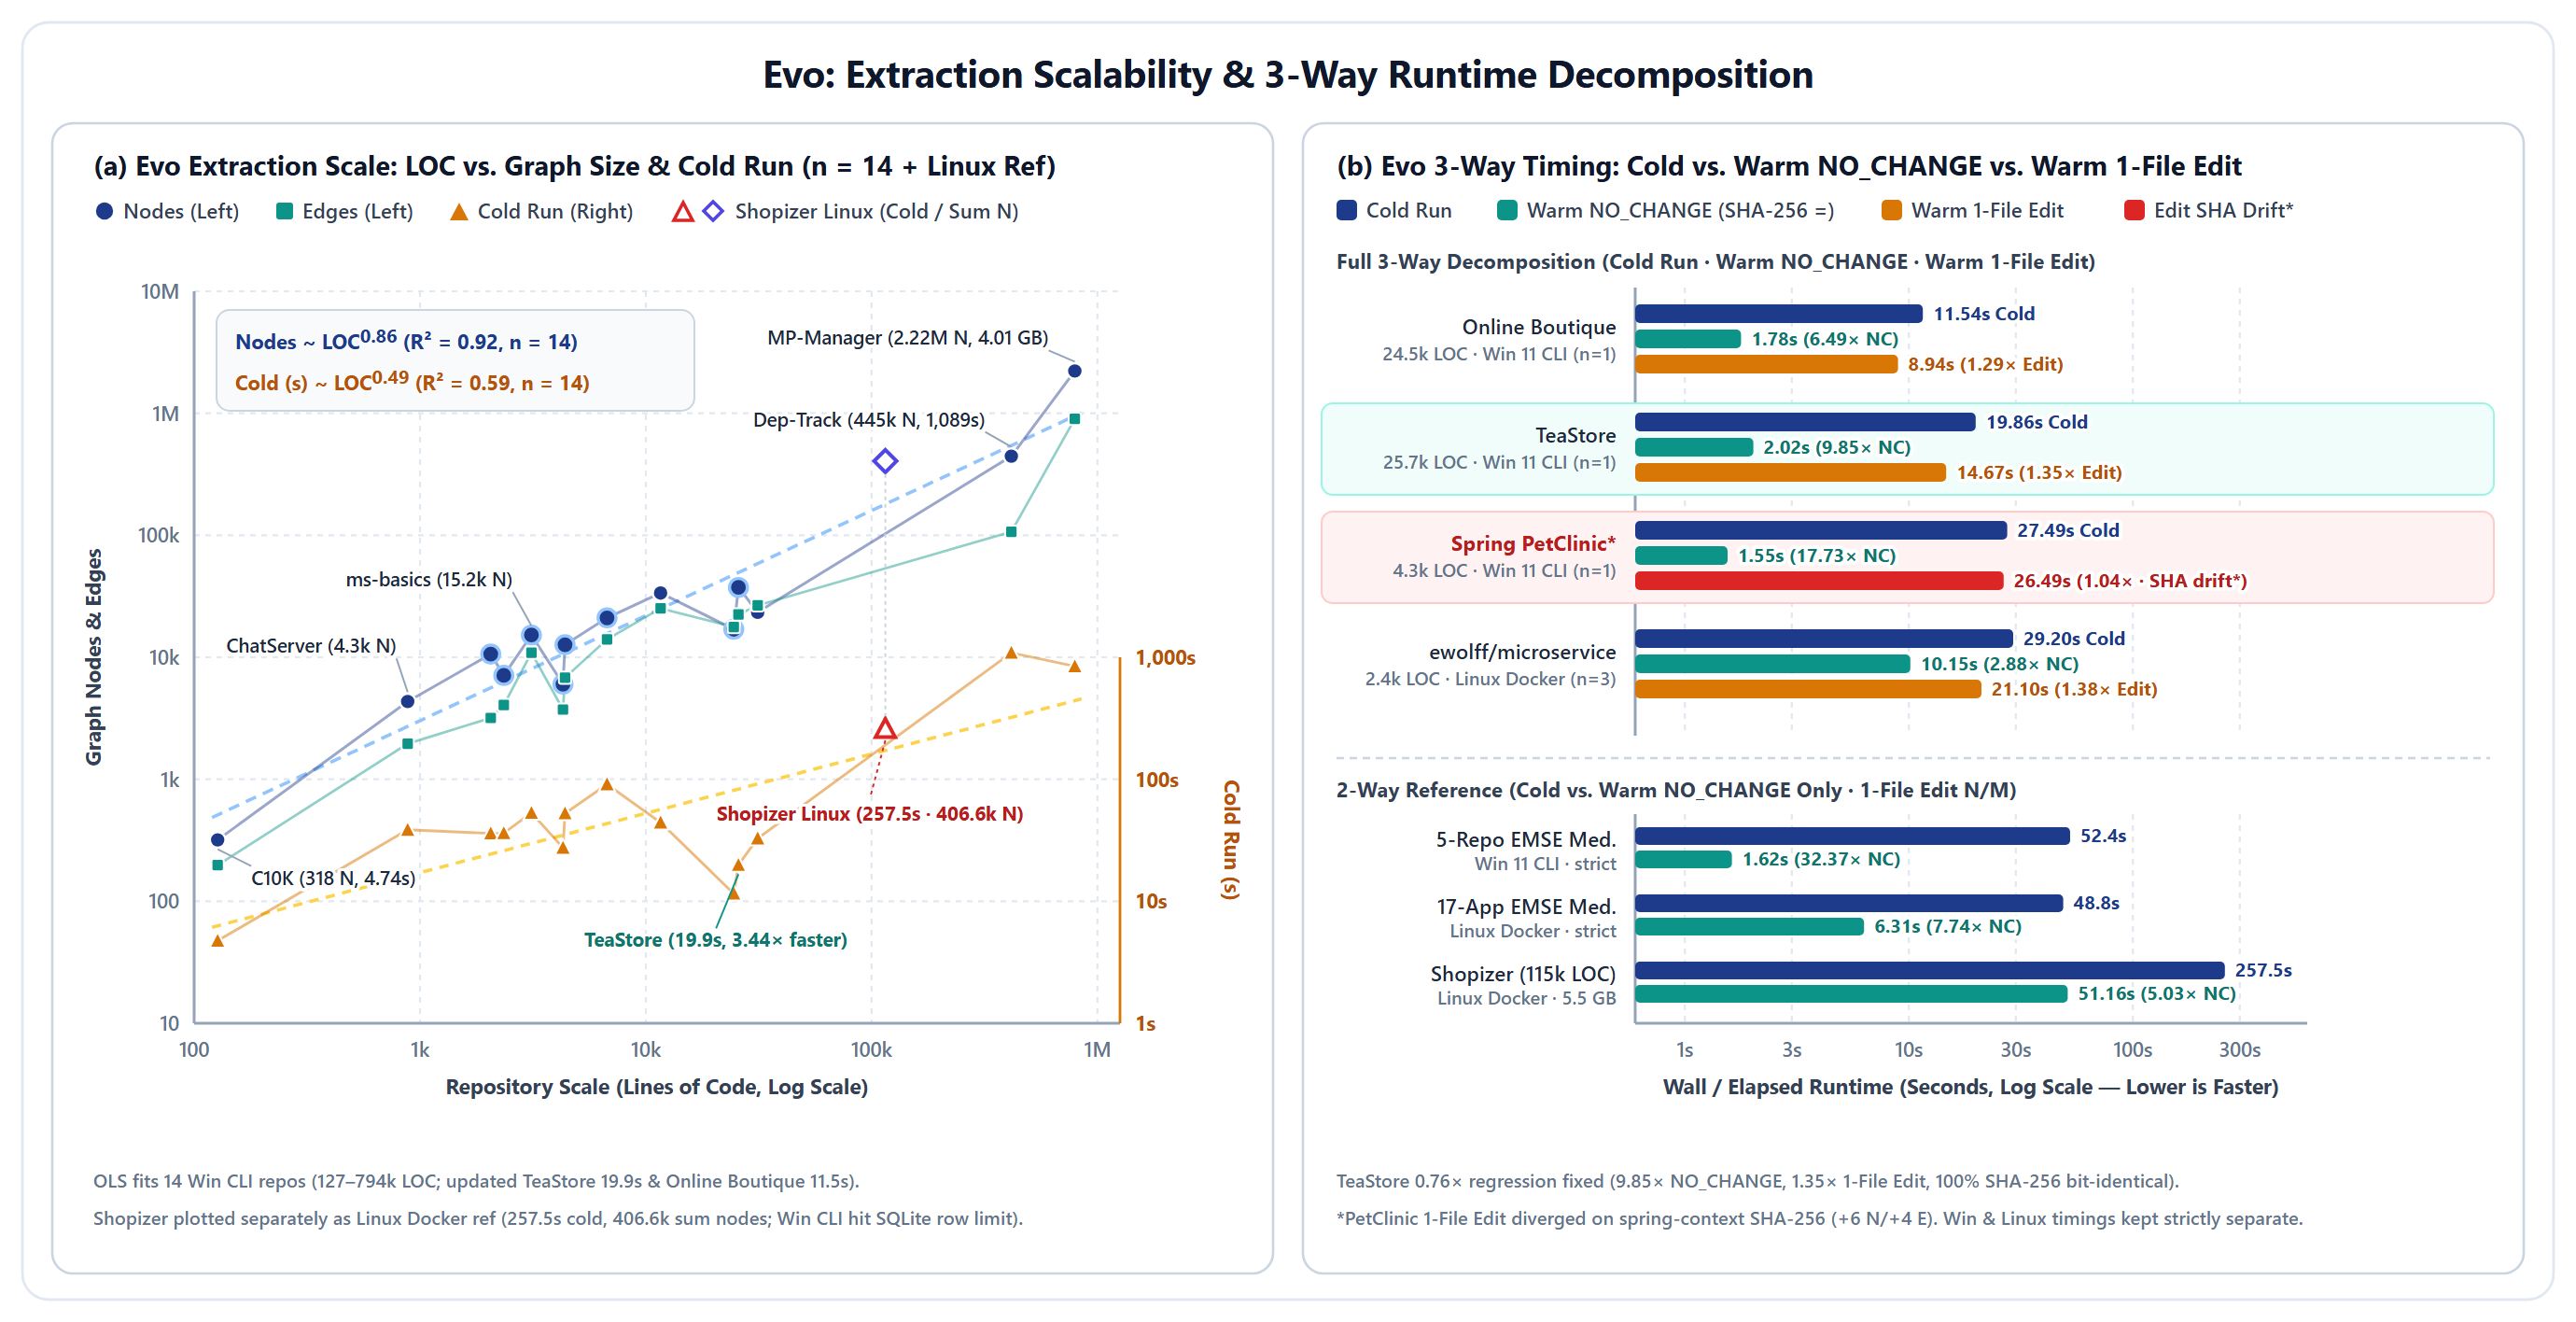 Evo: Extraction Scalability & 3-Way Runtime Decomposition
(a) Evo Extraction Scale: LOC vs. Graph Size & Cold Run (n = 14 + Linux Ref)
Nodes (Left)
Edges (Left)
Cold Run (Right)
Shopizer Linux (Cold / Sum N)
Nodes ~ LOC^0.86 (R² = 0.92, n = 14)
Cold (s) ~ LOC^0.49 (R² = 0.59, n = 14)
MP-Manager (2.22M N, 4.01 GB)
Dep-Track (445k N, 1,089s)
ms-basics (15.2k N)
ChatServer (4.3k N)
C10K (318 N, 4.74s)
Shopizer Linux (257.5s · 406.6k N)
TeaStore (19.9s, 3.44× faster)
Graph Nodes & Edges
10M
1M
100k
10k
1k
100
10
1,000s
100s
10s
1s
Cold Run (s)
100
1k
10k
100k
1M
Repository Scale (Lines of Code, Log Scale)
OLS fits 14 Win CLI repos (127–794k LOC; updated TeaStore 19.9s & Online Boutique 11.5s).
Shopizer plotted separately as Linux Docker ref (257.5s cold, 406.6k sum nodes; Win CLI hit SQLite row limit).
(b) Evo 3-Way Timing: Cold vs. Warm NO_CHANGE vs. Warm 1-File Edit
Cold Run
Warm NO_CHANGE (SHA-256 =)
Warm 1-File Edit
Edit SHA Drift*
Full 3-Way Decomposition (Cold Run · Warm NO_CHANGE · Warm 1-File Edit)
Online Boutique
24.5k LOC · Win 11 CLI (n=1)
11.54s Cold
1.78s (6.49× NC)
8.94s (1.29× Edit)
TeaStore
25.7k LOC · Win 11 CLI (n=1)
19.86s Cold
2.02s (9.85× NC)
14.67s (1.35× Edit)
Spring PetClinic*
4.3k LOC · Win 11 CLI (n=1)
27.49s Cold
1.55s (17.73× NC)
26.49s (1.04× · SHA drift*)
ewolff/microservice
2.4k LOC · Linux Docker (n=3)
29.20s Cold
10.15s (2.88× NC)
21.10s (1.38× Edit)
2-Way Reference (Cold vs. Warm NO_CHANGE Only · 1-File Edit N/M)
5-Repo EMSE Med.
Win 11 CLI · strict
52.4s
1.62s (32.37× NC)
17-App EMSE Med.
Linux Docker · strict
48.8s
6.31s (7.74× NC)
Shopizer (115k LOC)
Linux Docker · 5.5 GB
257.5s
51.16s (5.03× NC)
1s
3s
10s
30s
100s
300s
Wall / Elapsed Runtime (Seconds, Log Scale — Lower is Faster)
TeaStore 0.76× regression fixed (9.85× NO_CHANGE, 1.35× 1-File Edit, 100% SHA-256 bit-identical).
*PetClinic 1-File Edit diverged on spring-context SHA-256 (+6 N/+4 E). Win & Linux timings kept strictly separate.